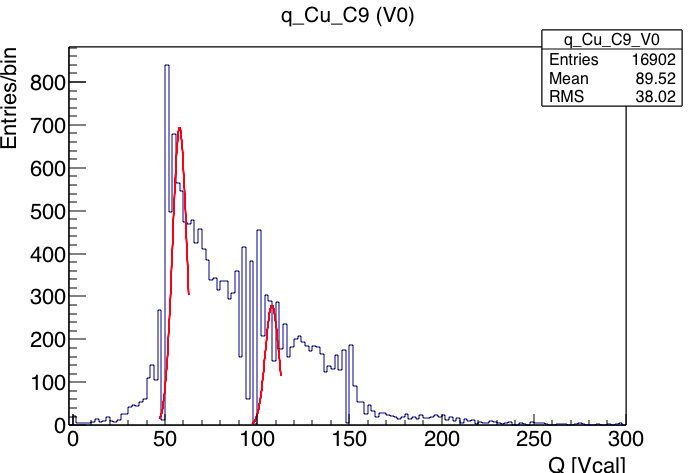 q_Cu_C9 (V0)
q_Cu_C9_V0
Entries 16902
Mean 89.52
RMS 38.02
Entries/bin
800
700
600
500
400
300
200
100
0
0 50 100 150 200 250 300
Q [Vcal]